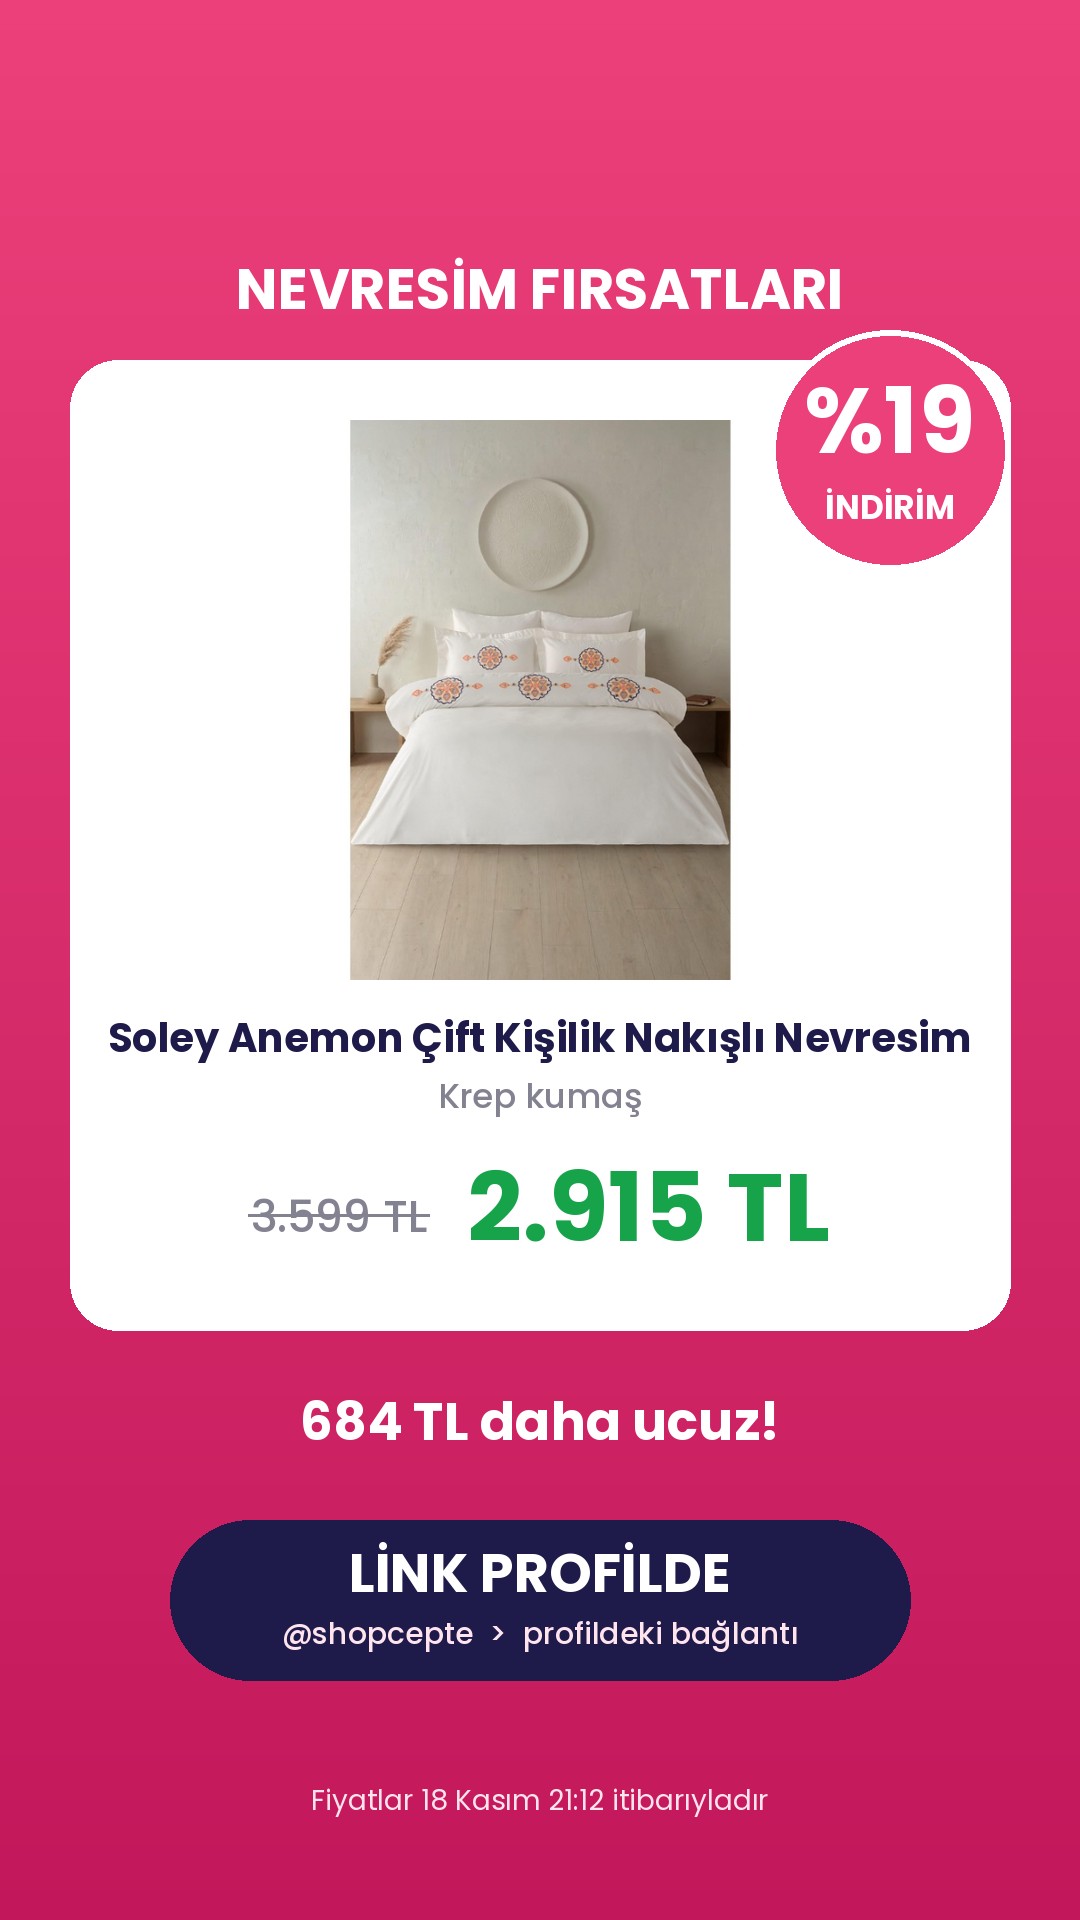 NEVRESİM FIRSATLARI
%19
İNDİRİM
Soley Anemon Çift Kişilik Nakışlı Nevresim
Krep kumaş
3.599 TL 2.915 TL
684 TL daha ucuz!
LİNK PROFİLDE
@shopcepte > profildeki bağlantı
Fiyatlar 18 Kasım 21:12 itibarıyladır